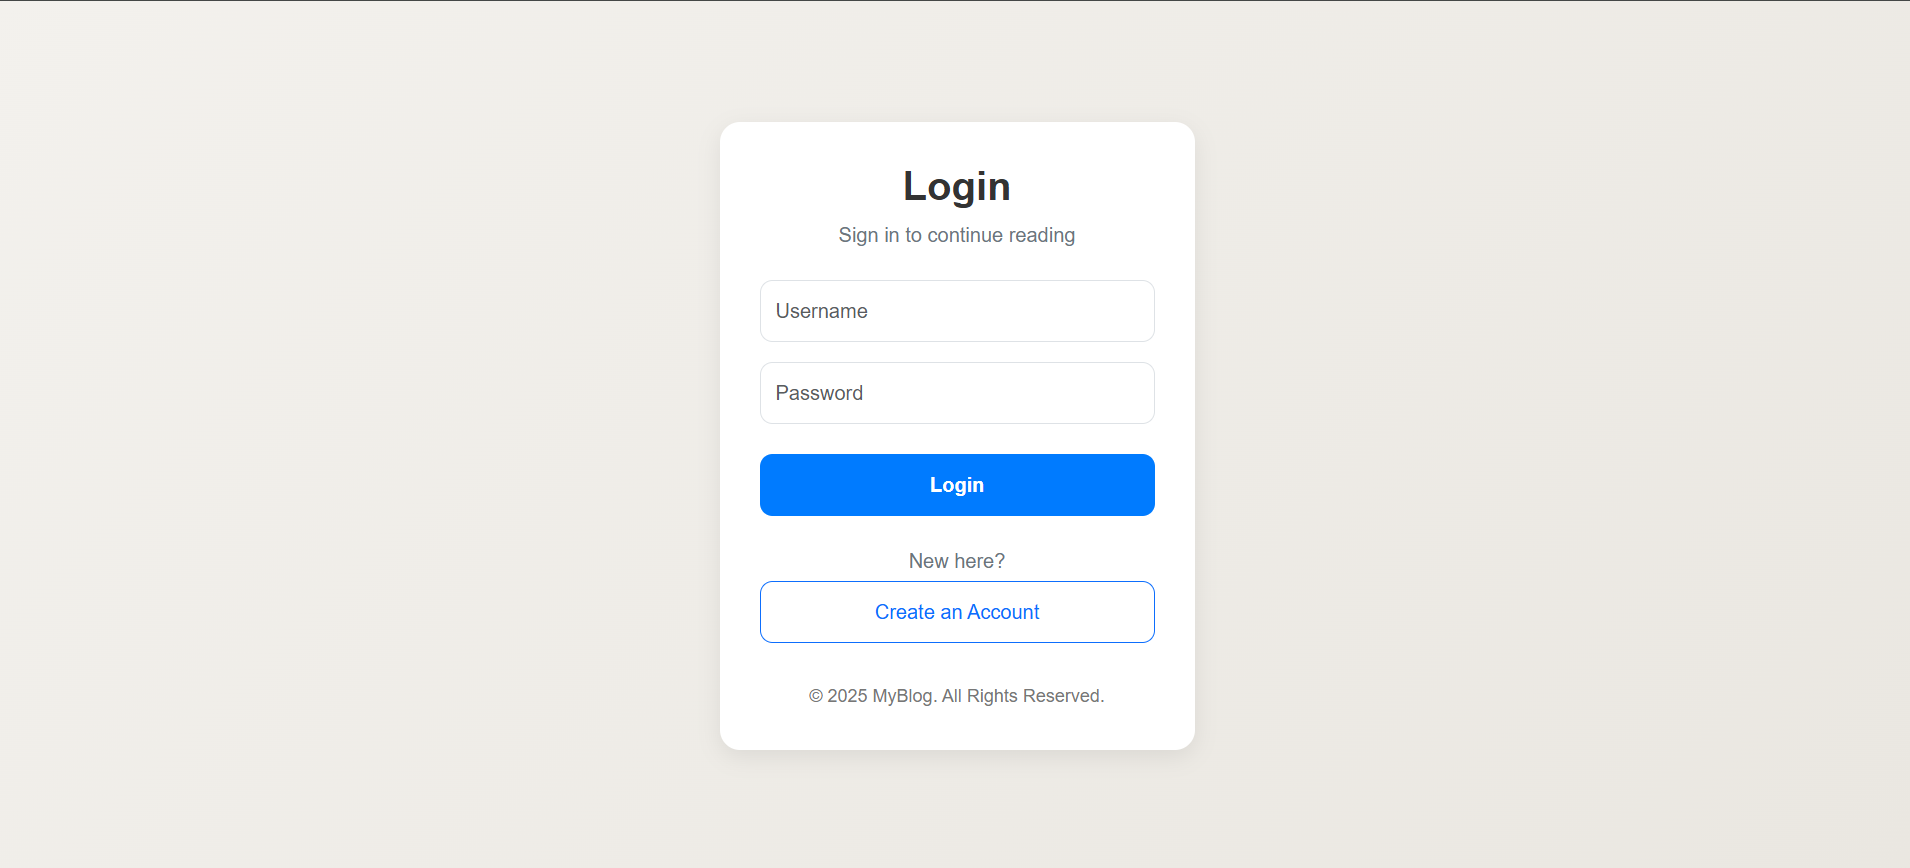 Login
Sign in to continue reading
Username
Password
Login
New here?
Create an Account
© 2025 MyBlog. All Rights Reserved.